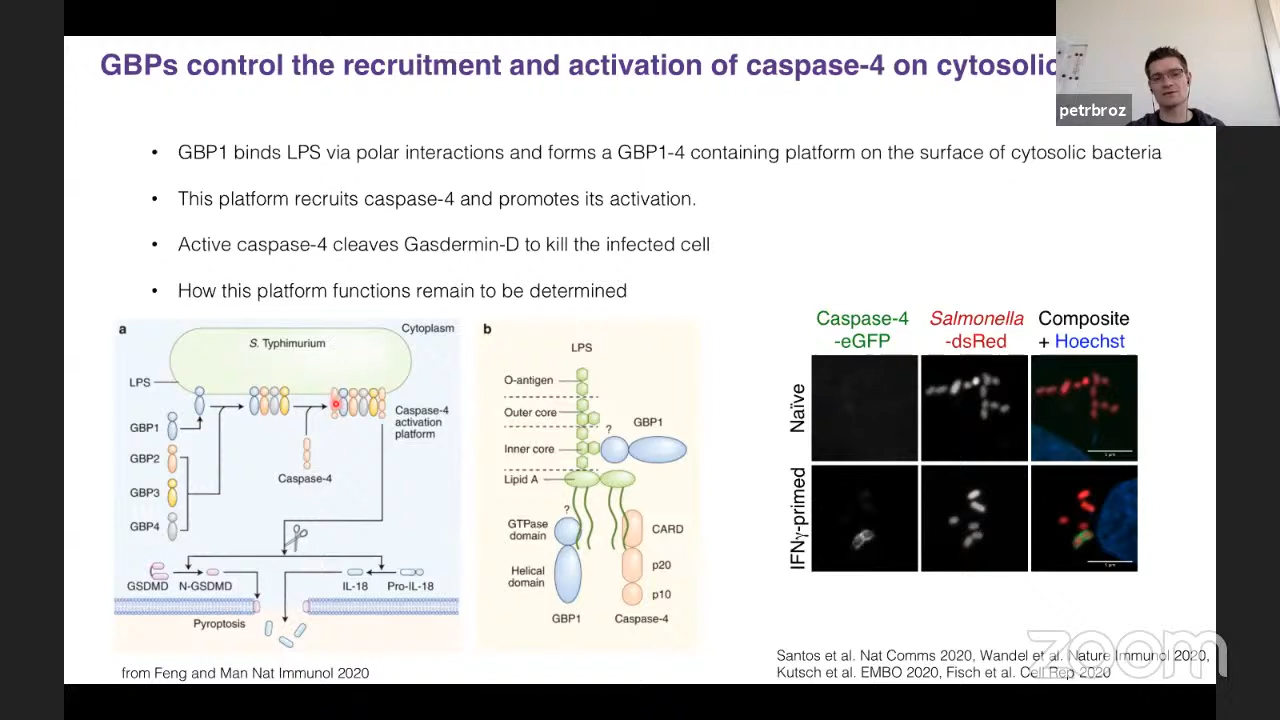 GBPs control the recruitment and activation of caspase-4 on cytosolic
petrbroz
• GBP1 binds LPS via polar interactions and forms a GBP1-4 containing platform on the surface of cytosolic bacteria
• This platform recruits caspase-4 and promotes its activation.
• Active caspase-4 cleaves Gasdermin-D to kill the infected cell
• How this platform functions remain to be determined
a
Cytoplasm
S. Typhimurium
LPS
GBP1
GBP2
GBP3
GBP4
Caspase-4
Caspase-4
activation
platform
GSDMD
N-GSDMD
IL-18
Pro-IL-18
Pyroptosis
from Feng and Man Nat Immunol 2020
b
LPS
O-antigen
Outer core
Inner core
Lipid A
?
GBP1
?
GTPase
domain
Helical
domain
GBP1
CARD
p20
p10
Caspase-4
Caspase-4
-eGFP
Salmonella
-dsRed
Composite
+ Hoechst
Naïve
IFNγ-primed
Santos et al. Nat Comms 2020, Wandel et al. Nature Immunol 2020,
Kutsch et al. EMBO 2020, Fisch et al. Cell Rep 2020
zoom